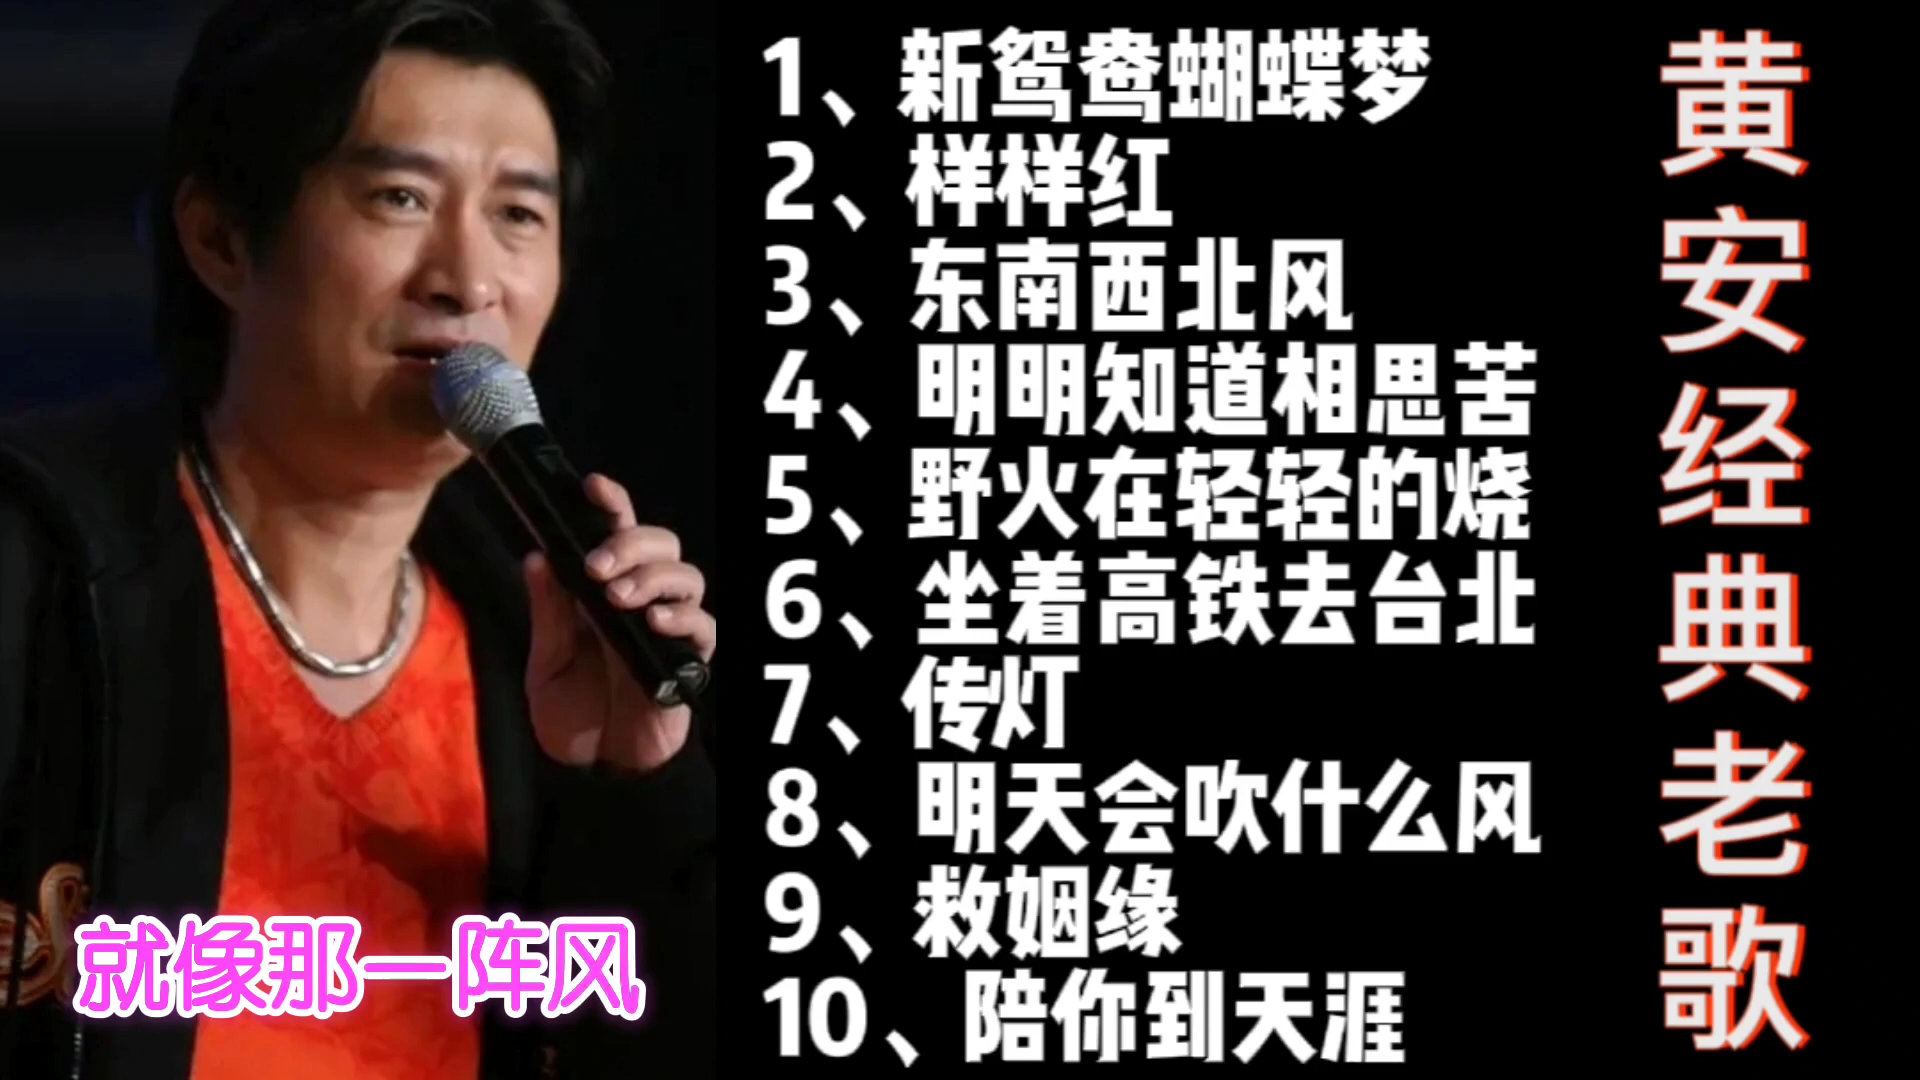 1、新鸳鸯蝴蝶梦
2、样样红
3、东南西北风
4、明明知道相思苦
5、野火在轻轻的烧
6、坐着高铁去台北
7、传灯
8、明天会吹什么风
9、救姻缘
10、陪你到天涯
黄安经典老歌
就像那一阵风